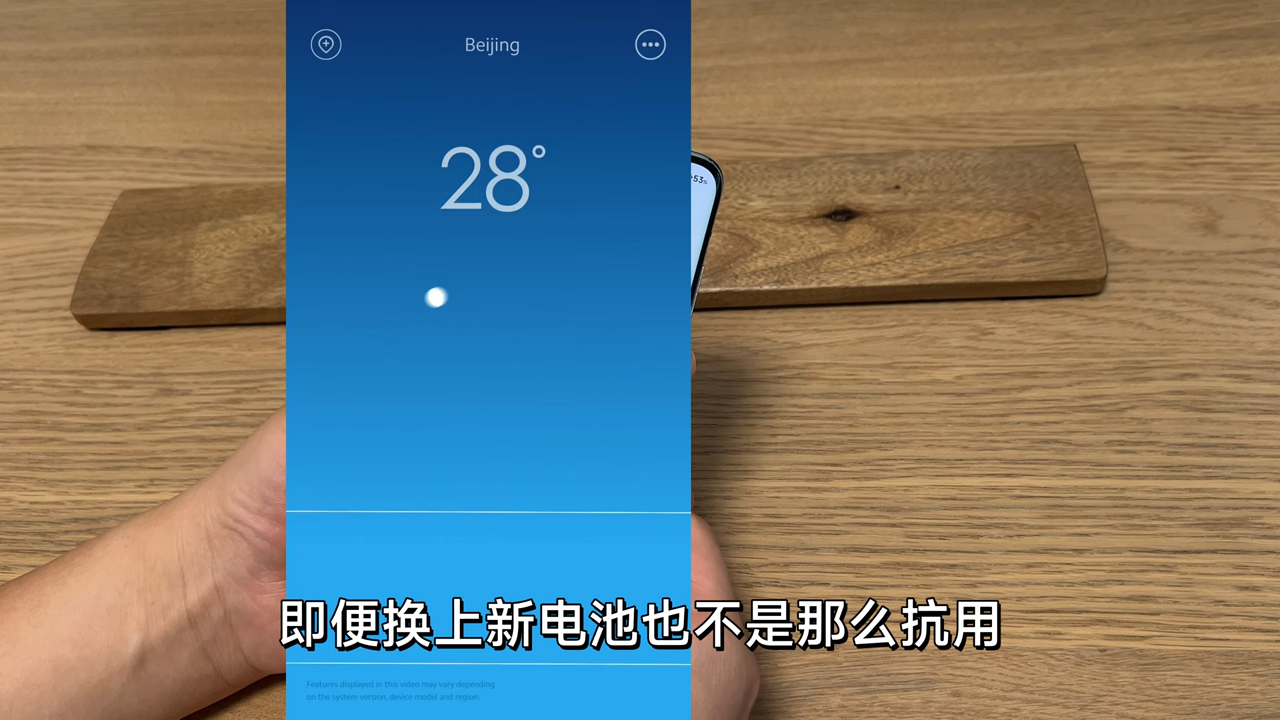 Beijing
28°
53%
即便换上新电池也不是那么抗用
Features displayed in this video may vary depending
on the system version, device model and region.